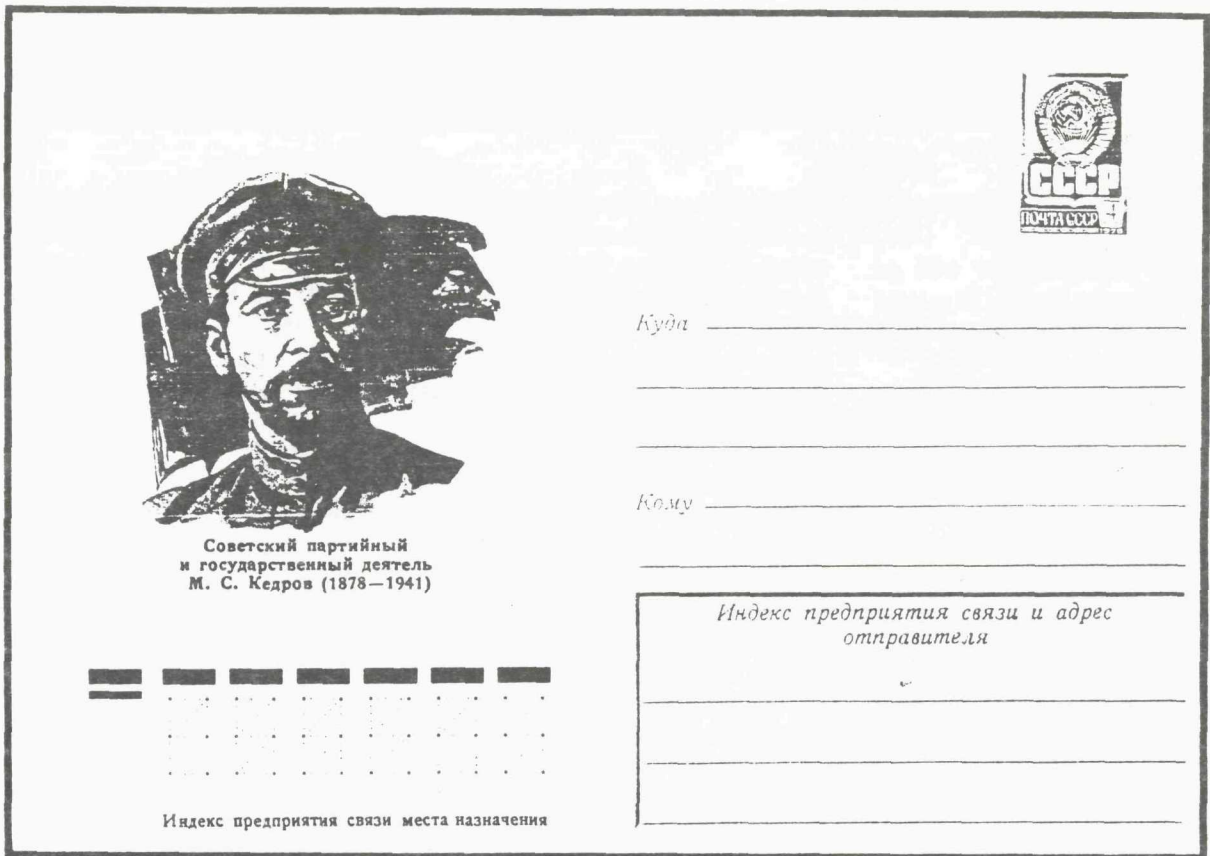 СССР
ПОЧТА СССР 4
Куда
Кому
Советский партийный
и государственный деятель
М. С. Кедров (1878—1941)
Индекс предприятия связи и адрес
отправителя
Индекс предприятия связи места назначения